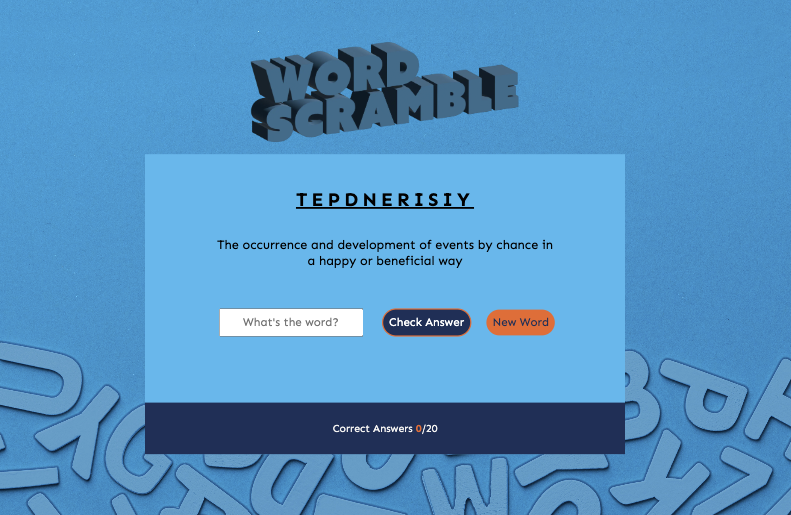 WORD
SCRAMBLE
TEPDNERISIY
The occurrence and development of events by chance in
a happy or beneficial way
What's the word?
Check Answer
New Word
Correct Answers 0/20